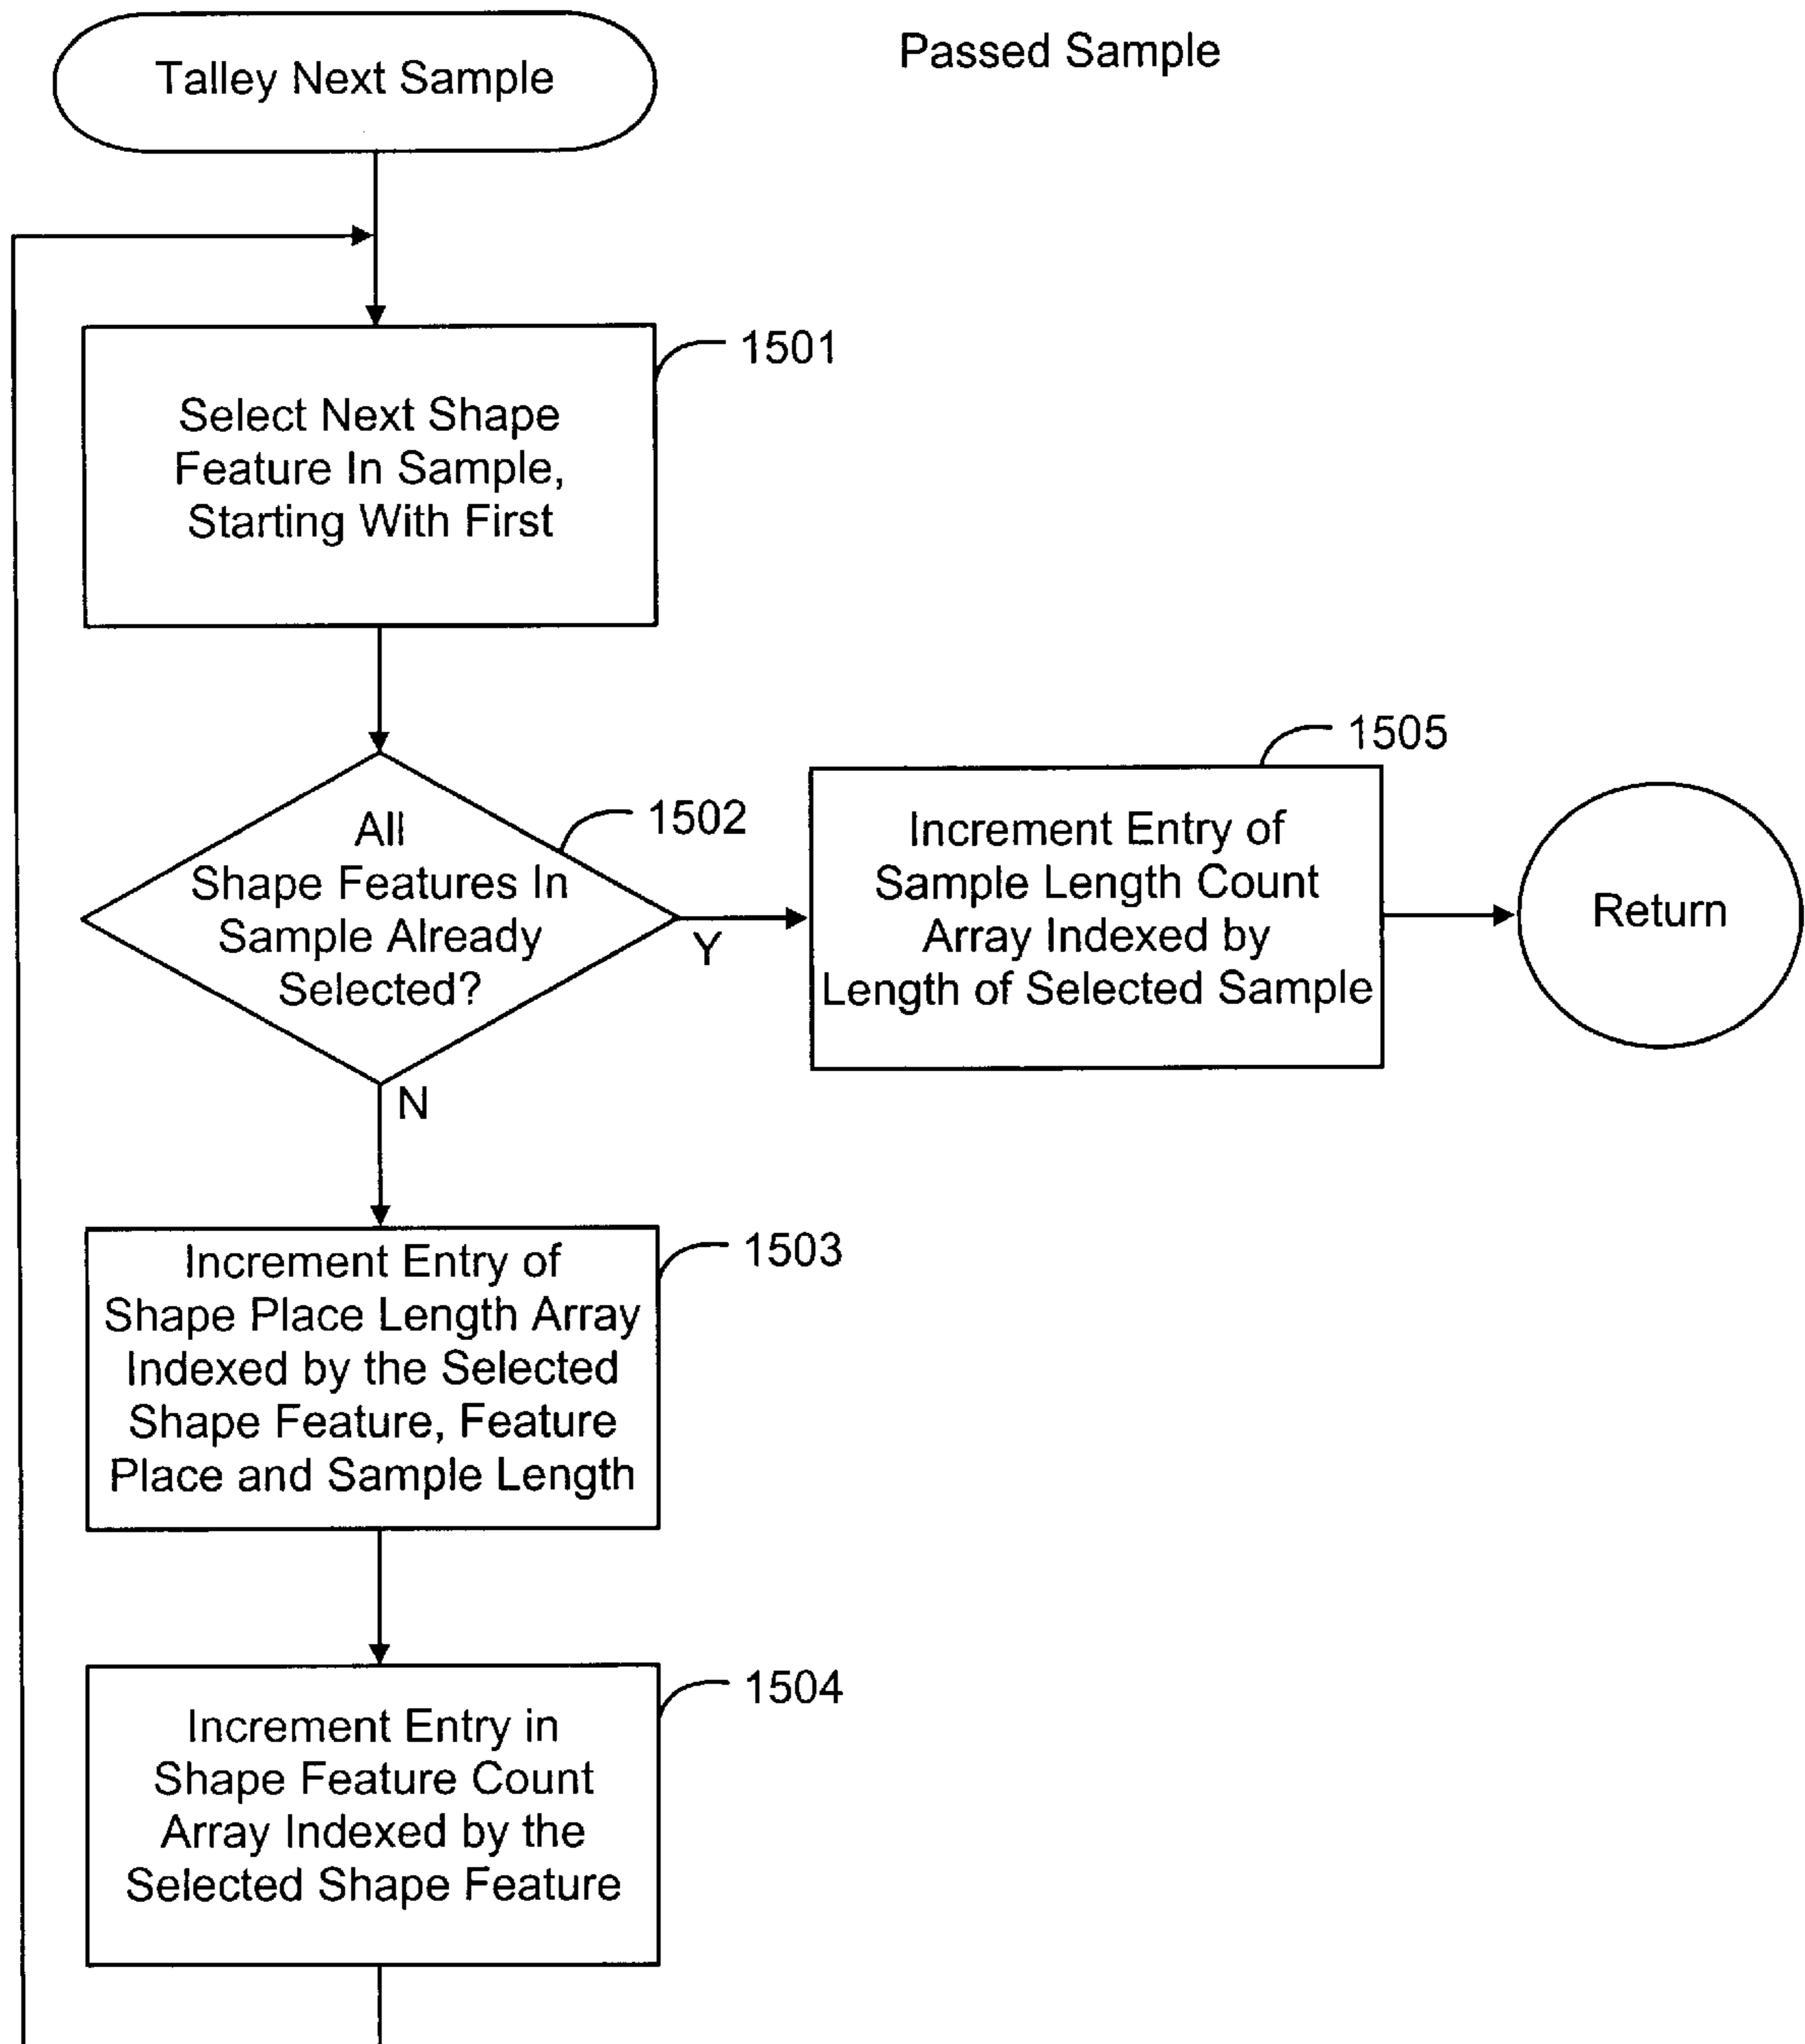 Talley Next Sample
Passed Sample
1501
Select Next Shape
Feature In Sample,
Starting With First
1502
All
Shape Features In
Sample Already
Selected?
Y
N
1505
Increment Entry of
Sample Length Count
Array Indexed by
Length of Selected Sample
Return
1503
Increment Entry of
Shape Place Length Array
Indexed by the Selected
Shape Feature, Feature
Place and Sample Length
1504
Increment Entry in
Shape Feature Count
Array Indexed by the
Selected Shape Feature